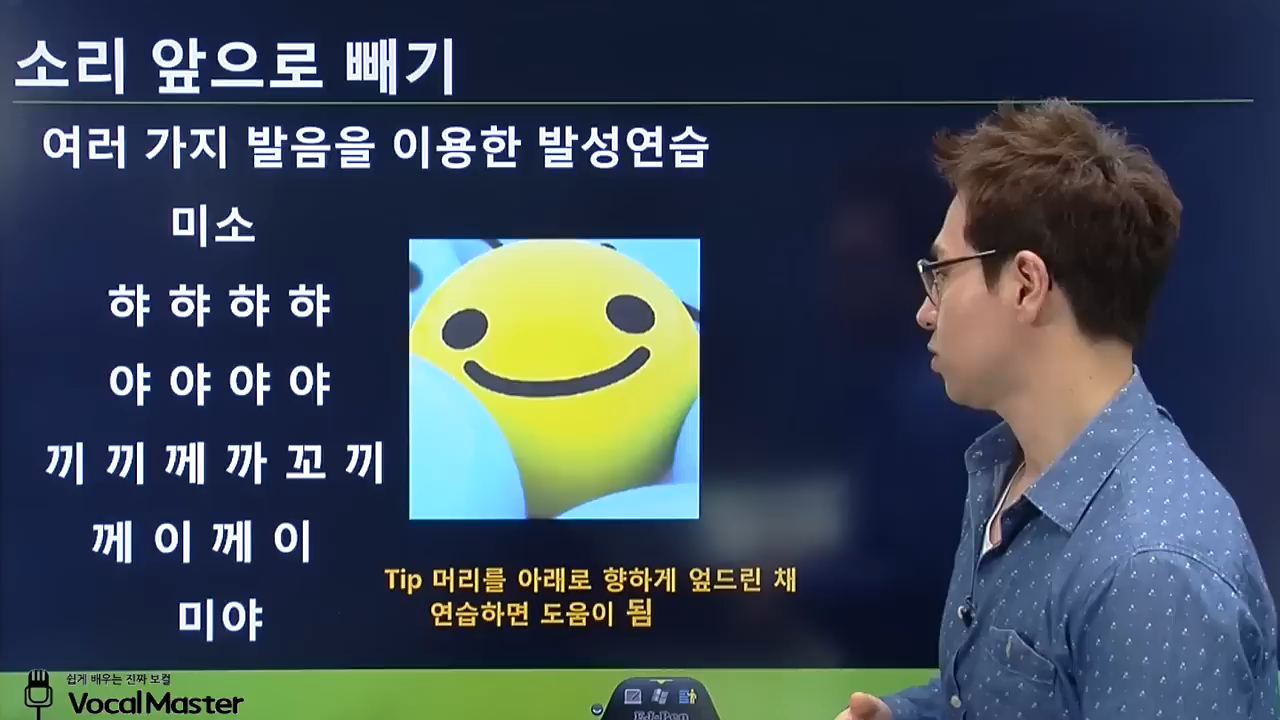 소리 앞으로 빼기
여러 가지 발음을 이용한 발성연습
미소
햐 햐 햐 햐
야 야 야 야
끼 끼 께 까 꼬 끼
께 이 께 이
미야
Tip 머리를 아래로 향하게 엎드린 채
연습하면 도움이 됨
쉽게 배우는 진짜 보컬
VocalMaster